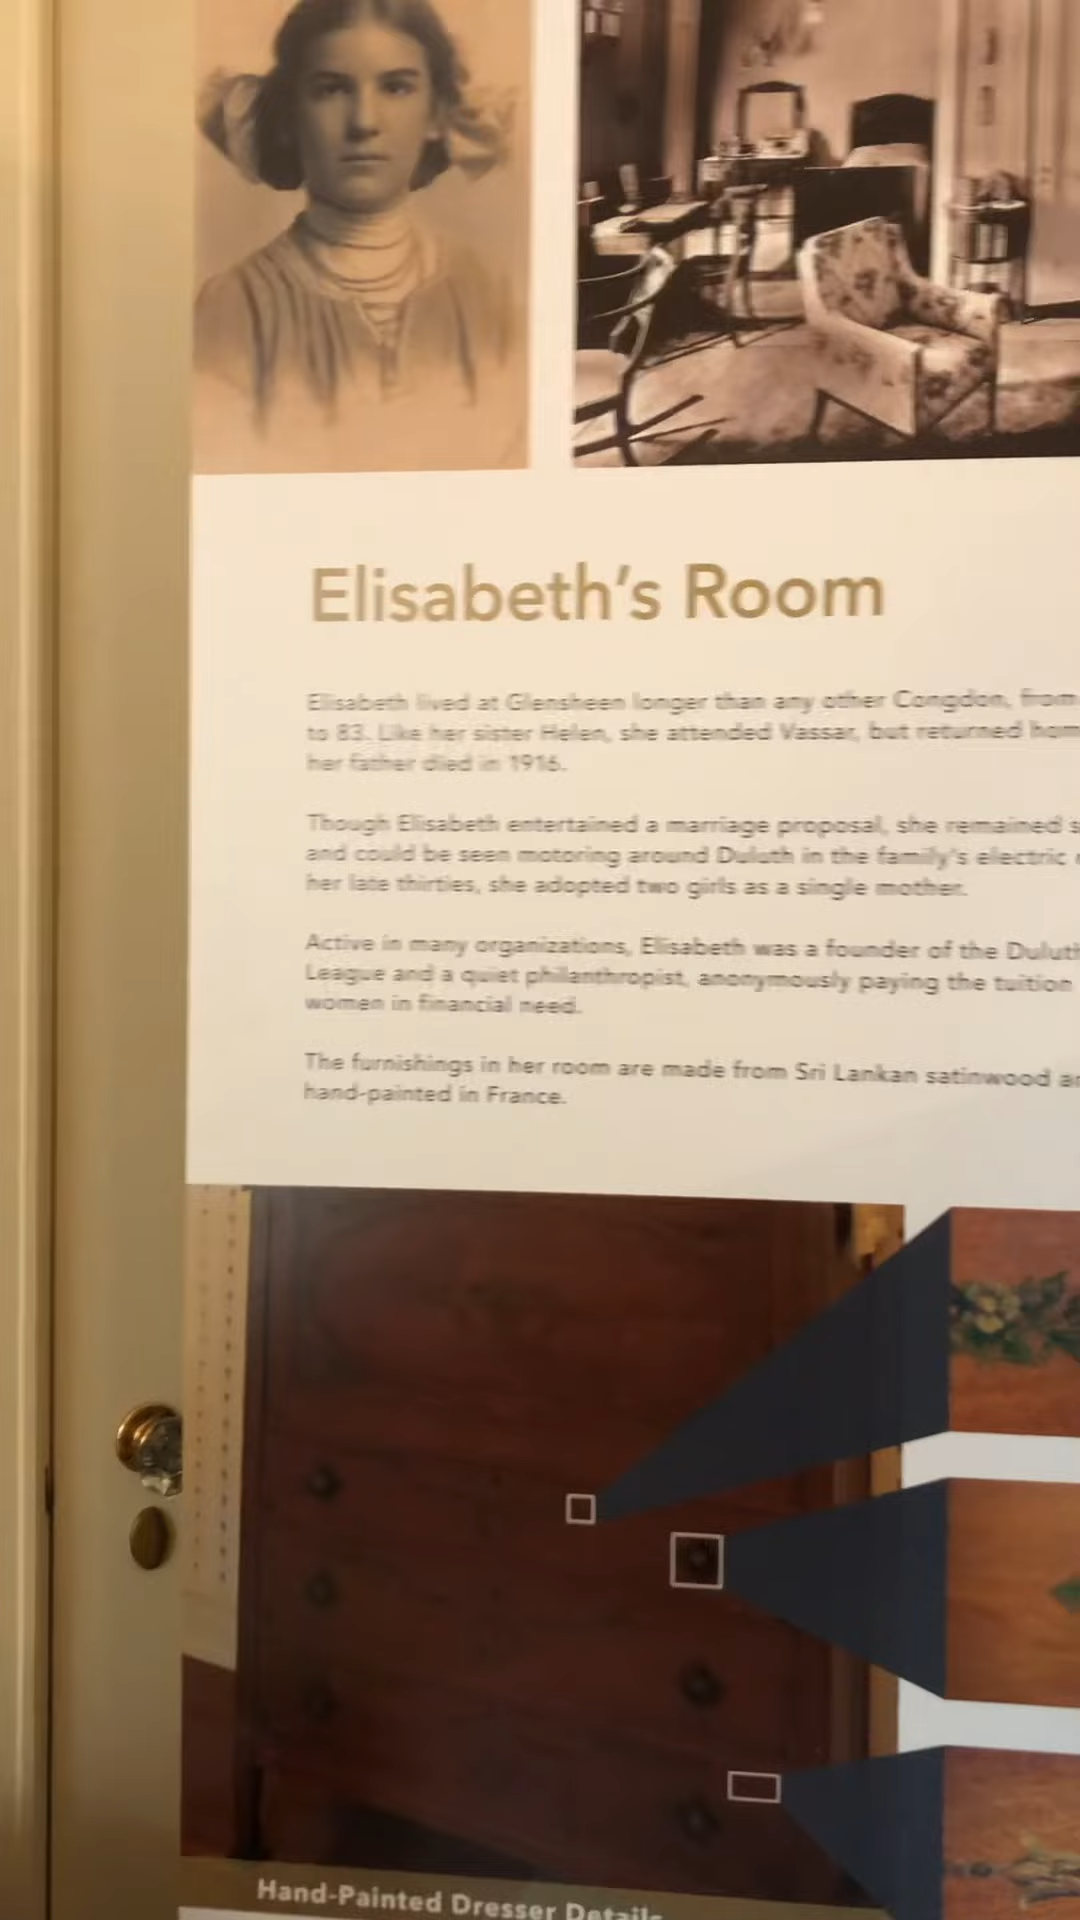 Elisabeth's Room
Elisabeth lived at Glensheen longer than any other Congdon, from
to 83. Like her sister Helen, she attended Vassar, but returned
her father died in 1916.
Though Elisabeth entertained a marriage proposal, she remained
and could be seen motoring around Duluth in the family's electric
her late thirties, she adopted two girls as a single mother.
Active in many organizations, Elisabeth was a founder of the Duluth
League and a quiet philanthropist, anonymously paying the tuition
women in financial need.
The furnishings in her room are made from Sri Lankan satinwood
hand-painted in France.
Hand-Painted Dresser Details